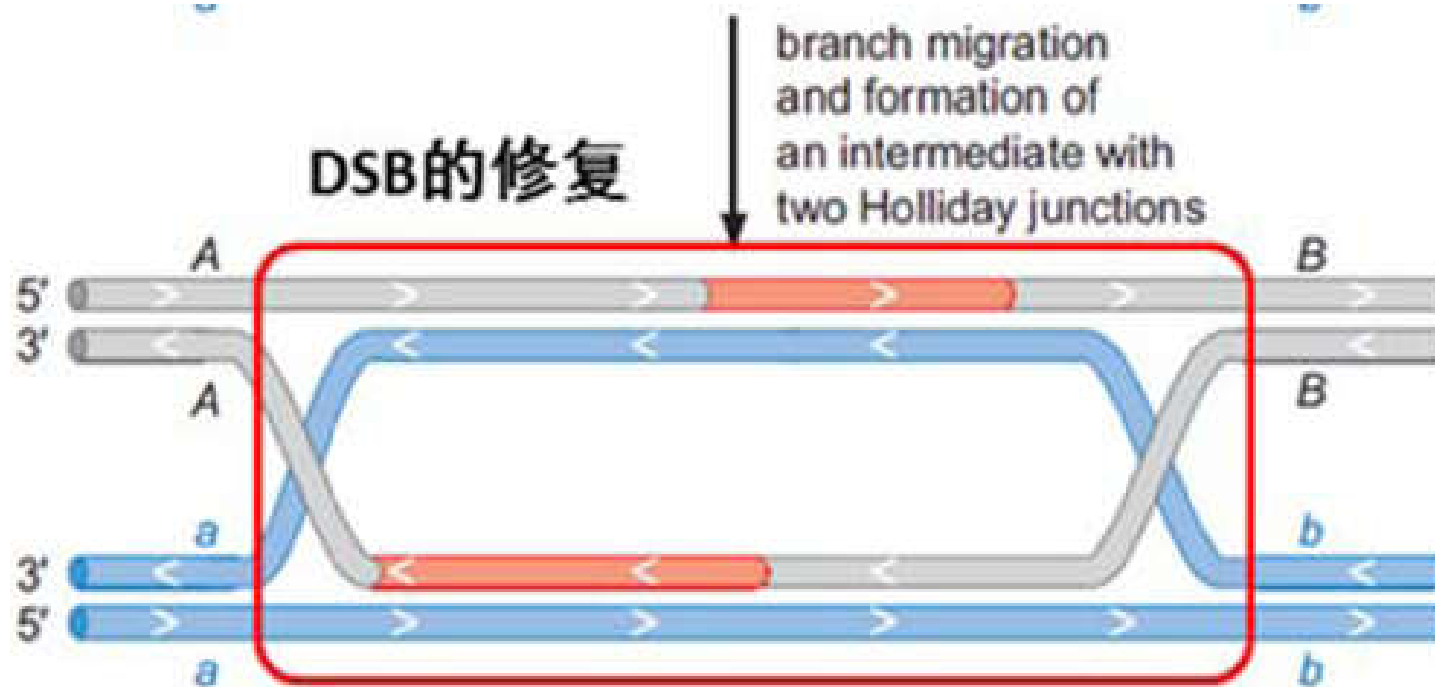 branch migration
and formation of
an intermediate with
two Holliday junctions
DSB的修复
A B
5'
3'
A B
a b
3'
5'
a b